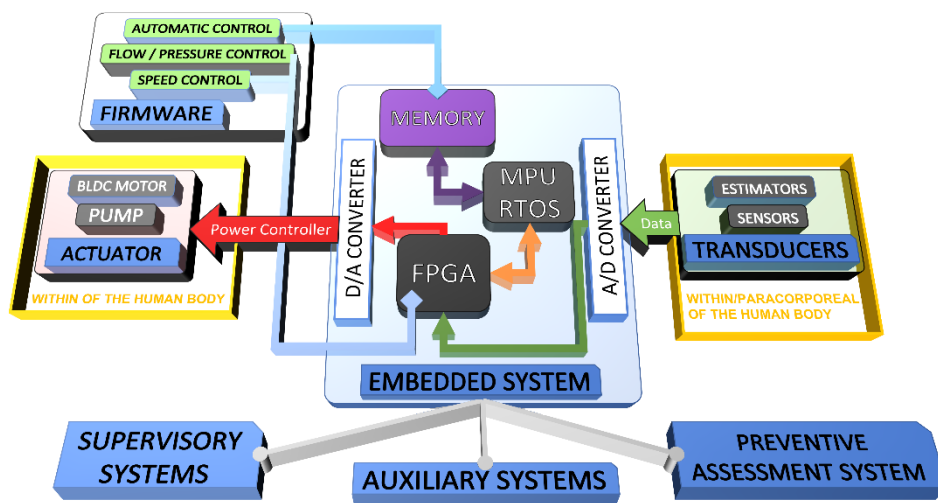 AUTOMATIC CONTROL
FLOW / PRESSURE CONTROL
SPEED CONTROL
FIRMWARE
MEMORY
MPU
RTOS
D/A CONVERTER
A/D CONVERTER
FPGA
EMBEDDED SYSTEM
BLDC MOTOR
PUMP
ACTUATOR
WITHIN OF THE HUMAN BODY
Power Controller
Data
ESTIMATORS
SENSORS
TRANSDUCERS
WITHIN/PARACORPOREAL
OF THE HUMAN BODY
SUPERVISORY
SYSTEMS
AUXILIARY SYSTEMS
PREVENTIVE
ASSESSMENT SYSTEM